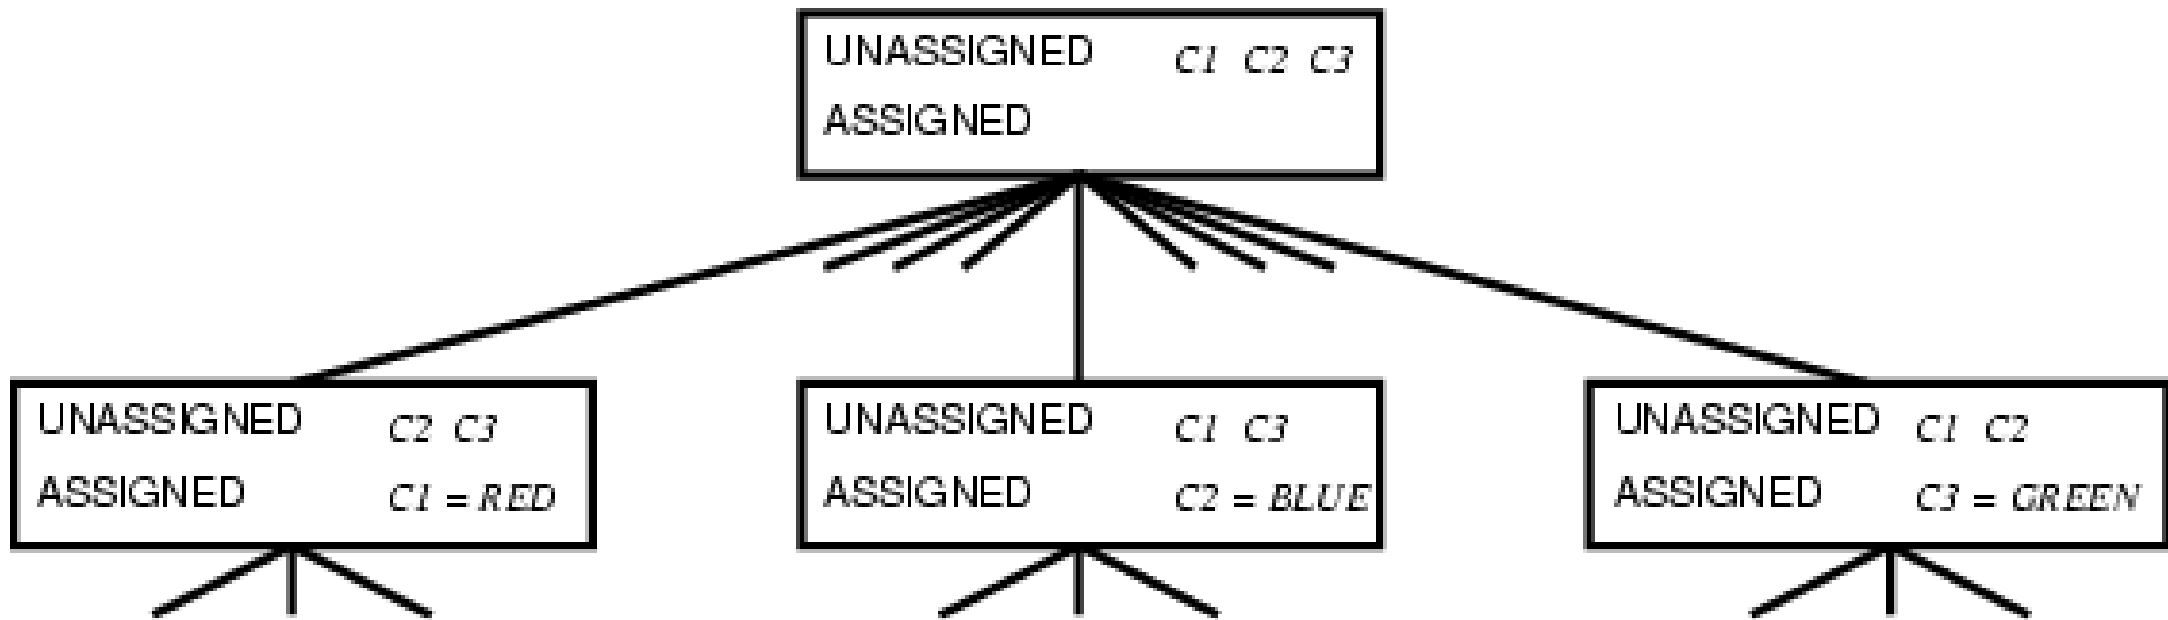 UNASSIGNED C1 C2 C3
ASSIGNED
UNASSIGNED C2 C3
ASSIGNED C1 = RED
UNASSIGNED C1 C3
ASSIGNED C2 = BLUE
UNASSIGNED C1 C2
ASSIGNED C3 = GREEN